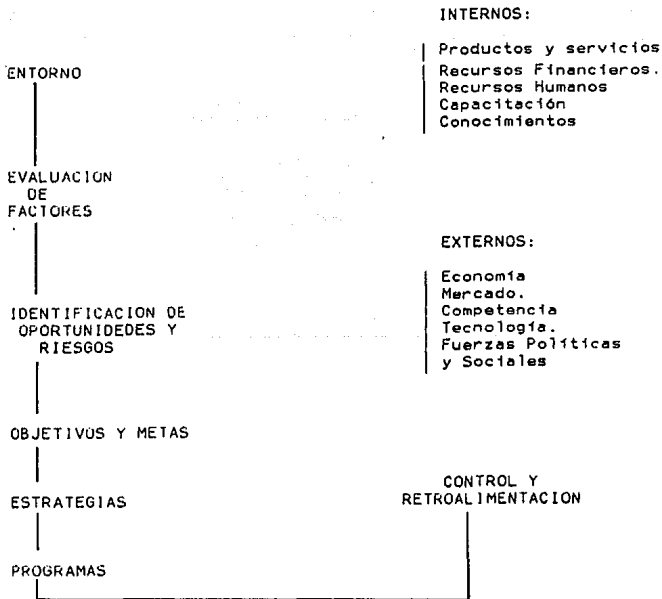 ENTORNO
EVALUACION
DE
FACTORES
IDENTIFICACION DE
OPORTUNIDEDES Y
RIESGOS
OBJETIVOS Y METAS
ESTRATEGIAS
PROGRAMAS
INTERNOS:
Productos y servicios
Recursos Financieros.
Recursos Humanos
Capacitación
Conocimientos
EXTERNOS:
Economía
Mercado.
Competencia
Tecnología.
Fuerzas Políticas
y Sociales
CONTROL Y
RETROALIMENTACION